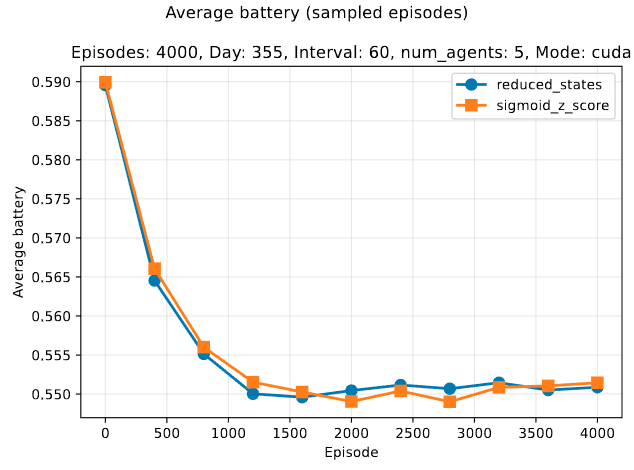 Average battery (sampled episodes)
Episodes: 4000, Day: 355, Interval: 60, num_agents: 5, Mode: cuda
reduced_states
sigmoid_z_score
Average battery
0.590
0.585
0.580
0.575
0.570
0.565
0.560
0.555
0.550
0 500 1000 1500 2000 2500 3000 3500 4000
Episode